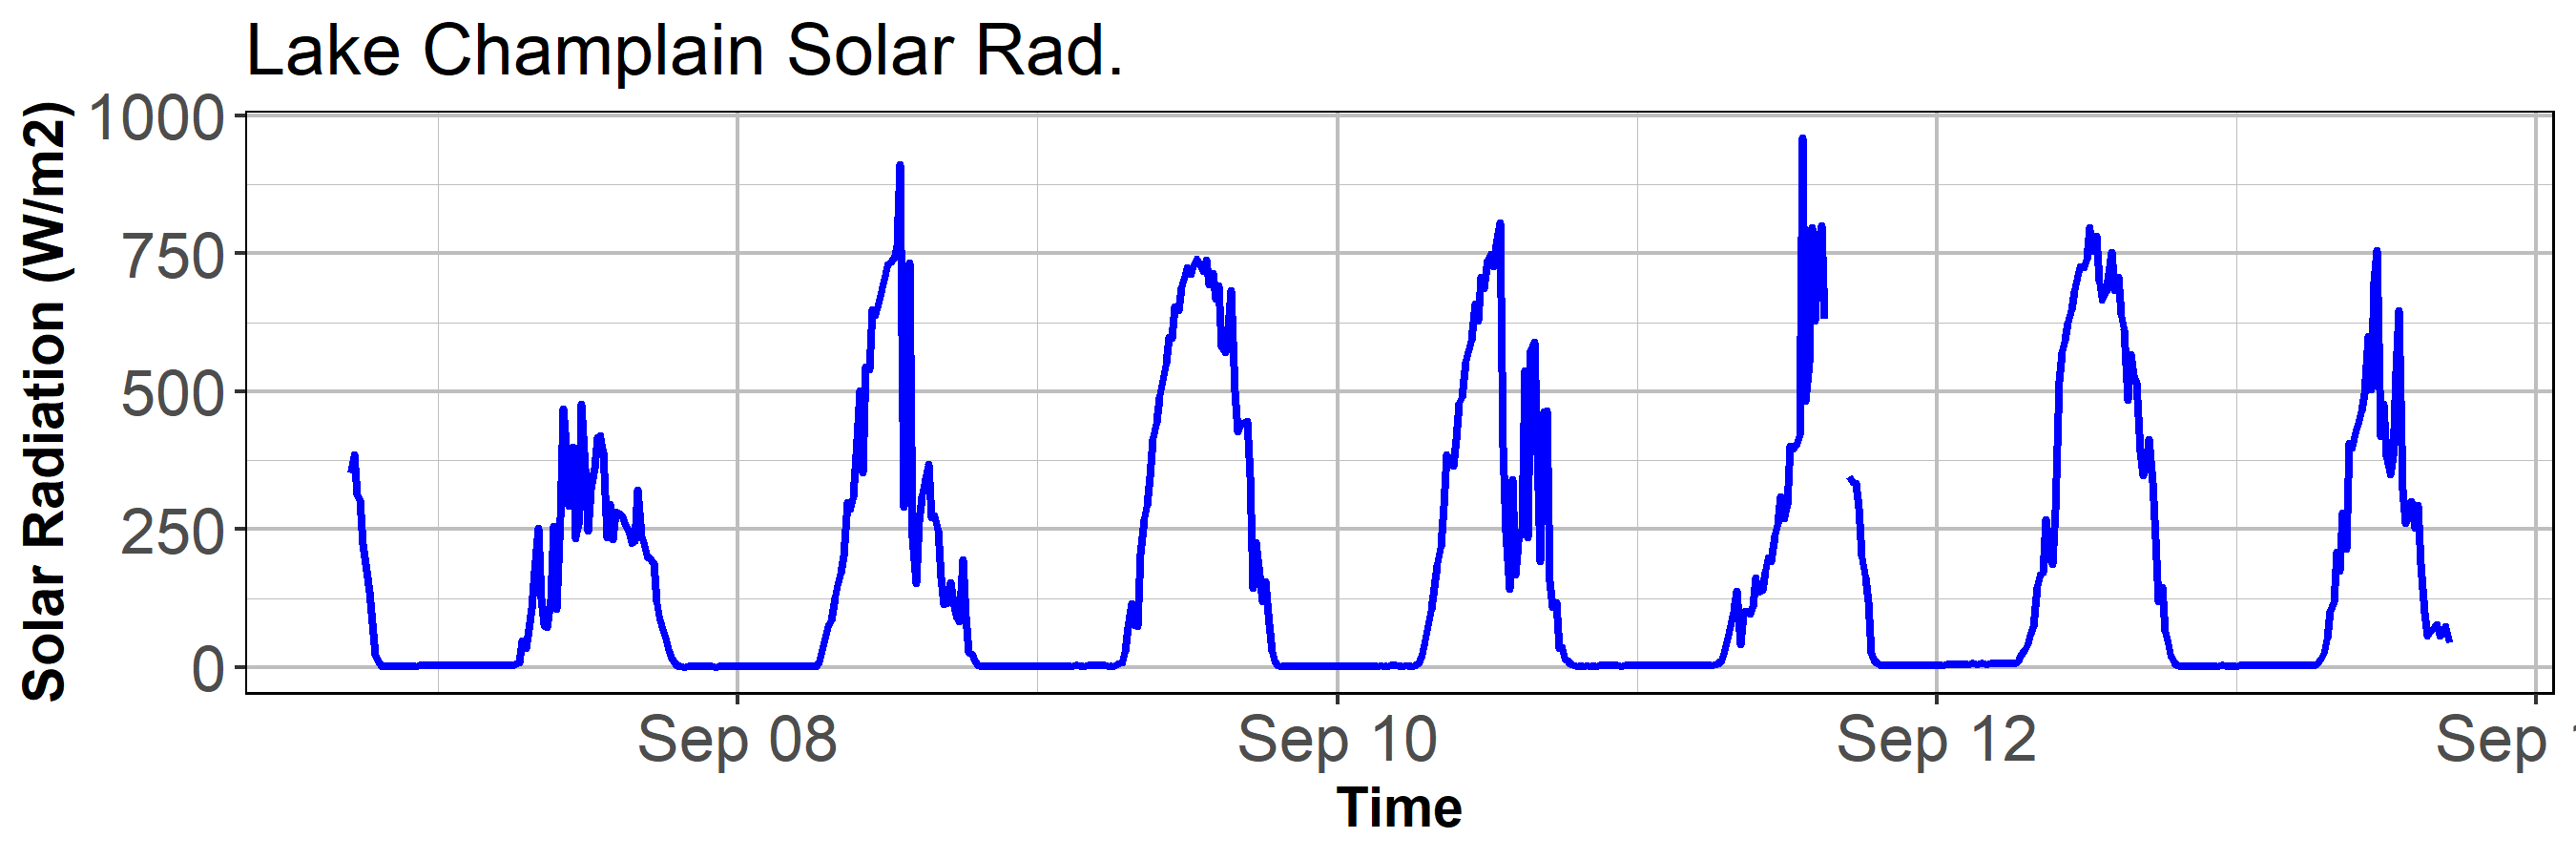 Lake Champlain Solar Rad.
Solar Radiation (W/m2)
1000
750
500
250
0
Sep 08
Sep 10
Sep 12
Sep
Time